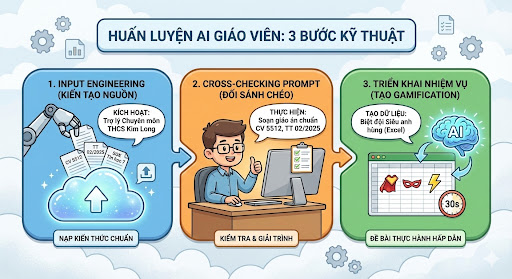 HUẤN LUYỆN AI GIÁO VIÊN: 3 BƯỚC KỸ THUẬT
1. INPUT ENGINEERING
(KIẾN TẠO NGUỒN)
KÍCH HOẠT:
Trợ lý Chuyên môn
THCS Kim Long
CV 5512
TT
02/2025
NẠP KIẾN THỨC CHUẨN
2. CROSS-CHECKING PROMPT
(ĐỐI SÁNH CHÉO)
THỰC HIỆN:
Soạn giáo án chuẩn
CV 5512, TT 02/2025
KIỂM TRA & GIẢI TRÌNH
3. TRIỂN KHAI NHIỆM VỤ
(TẠO GAMIFICATION)
TẠO DỮ LIỆU:
Biệt đội Siêu anh
hùng (Excel)
AI
30s
ĐỀ BÀI THỰC HÀNH HẤP DẪN